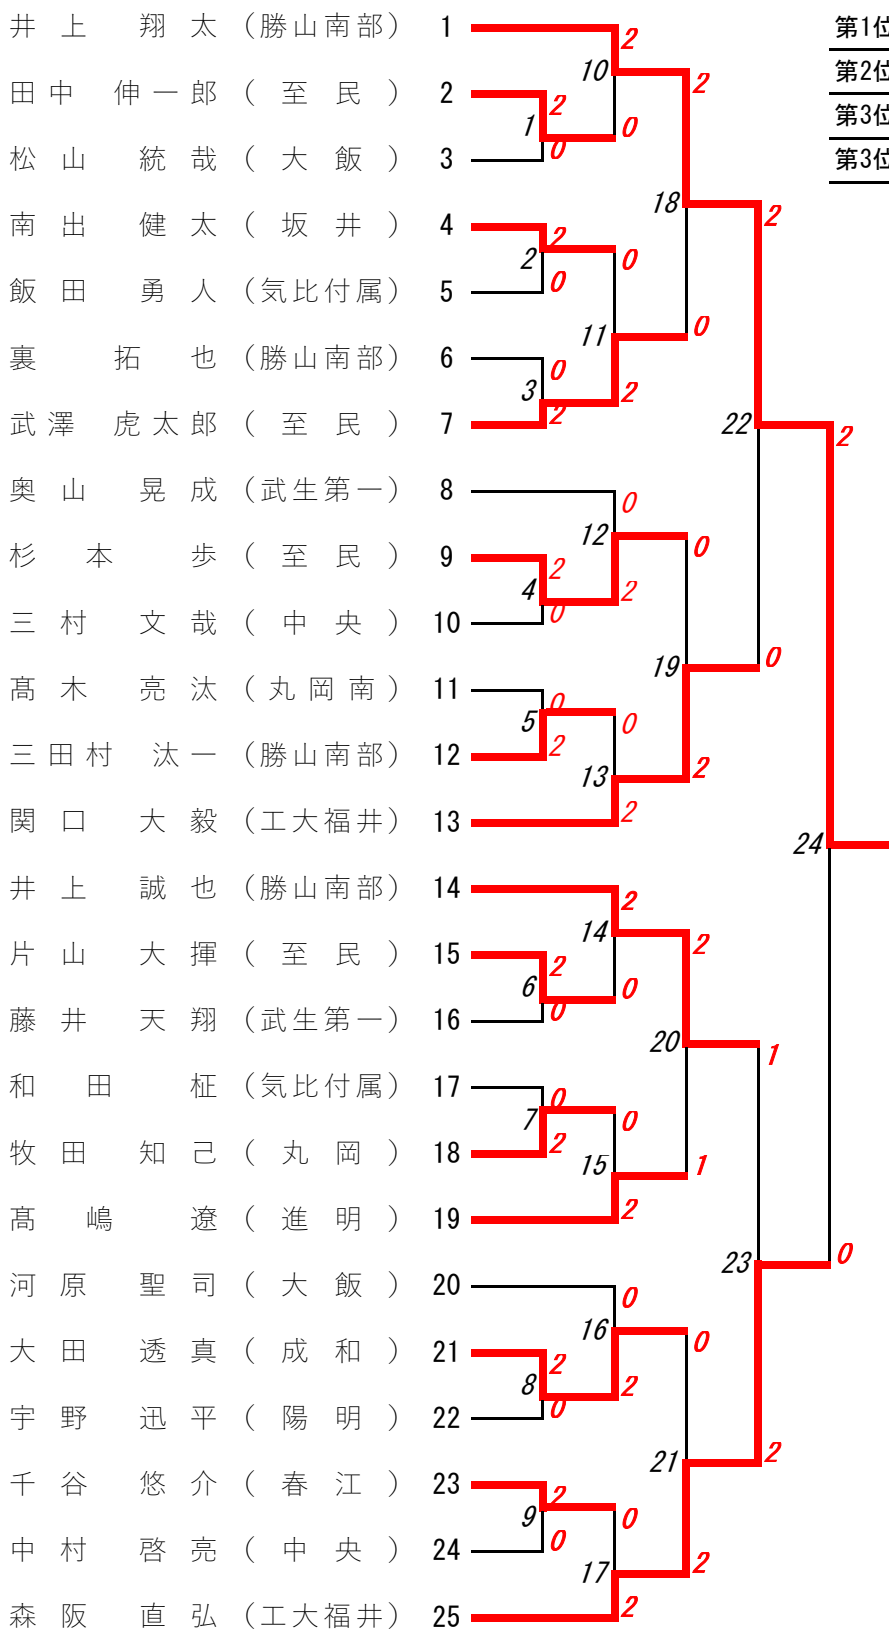 井上 翔太 (勝山南部) 1
田中 伸一郎 (至民) 2
松山 統哉 (大飯) 3
南出 健太 (坂井) 4
飯田 勇人 (気比付属) 5
裏 拓也 (勝山南部) 6
武澤 虎太郎 (至民) 7
奥山 晃成 (武生第一) 8
杉本 歩 (至民) 9
三村 文哉 (中央) 10
髙木 亮汰 (丸岡南) 11
三田村 汰一 (勝山南部) 12
関口 大毅 (工大福井) 13
井上 誠也 (勝山南部) 14
片山 大揮 (至民) 15
藤井 天翔 (武生第一) 16
和田 柾 (気比付属) 17
牧田 知己 (丸岡) 18
髙嶋 遼 (進明) 19
河原 聖司 (大飯) 20
大田 透真 (成和) 21
宇野 迅平 (陽明) 22
千谷 悠介 (春江) 23
中村 啓亮 (中央) 24
森阪 直弘 (工大福井) 25
1 2 0
2 2 0
3 0 2
4 2 0
5 0 2
6 2 0
7 0 2
8 2 0
9 2 0
10 2 0
11 0 2
12 0 2
13 0 2
14 2 0
15 0 2
16 0 2
17 0 2
18 2 0
19 0 2
20 2 1
21 0 2
22 2 0
23 1 2
24 2 0
第1位
第2位
第3位
第3位